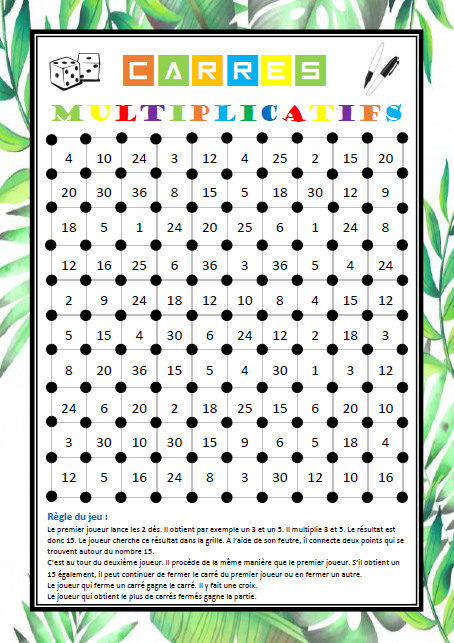 CARRES
MULTIPLICATIFS
4 10 24 3 12 4 25 2 15 20
20 30 36 8 15 5 18 30 12 9
18 5 1 24 20 25 6 1 24 8
12 16 25 6 36 3 36 5 4 24
2 9 24 18 12 10 8 4 15 12
5 15 4 30 6 24 12 2 18 3
8 20 36 15 5 4 30 1 3 12
24 6 20 2 18 25 15 6 20 10
3 30 10 30 15 9 6 5 18 4
12 5 16 24 8 3 30 12 10 16
Règle du jeu :
Le premier joueur lance les 2 dés. Il obtient par exemple un 3 et un 5. Il multiplie 3 et 5. Le résultat est
donc 15. Le joueur cherche ce résultat dans la grille. A l'aide de son feutre, il connecte deux points qui se
trouvent autour du nombre 15.
C'est au tour du deuxième joueur. Il procède de la même manière que le premier joueur. S'il obtient un
15 également, il peut continuer de fermer le carré du premier joueur ou en fermer un autre.
Le joueur qui ferme un carré gagne le carré. Il y fait une croix.
Le joueur qui obtient le plus de carrés fermés gagne la partie.